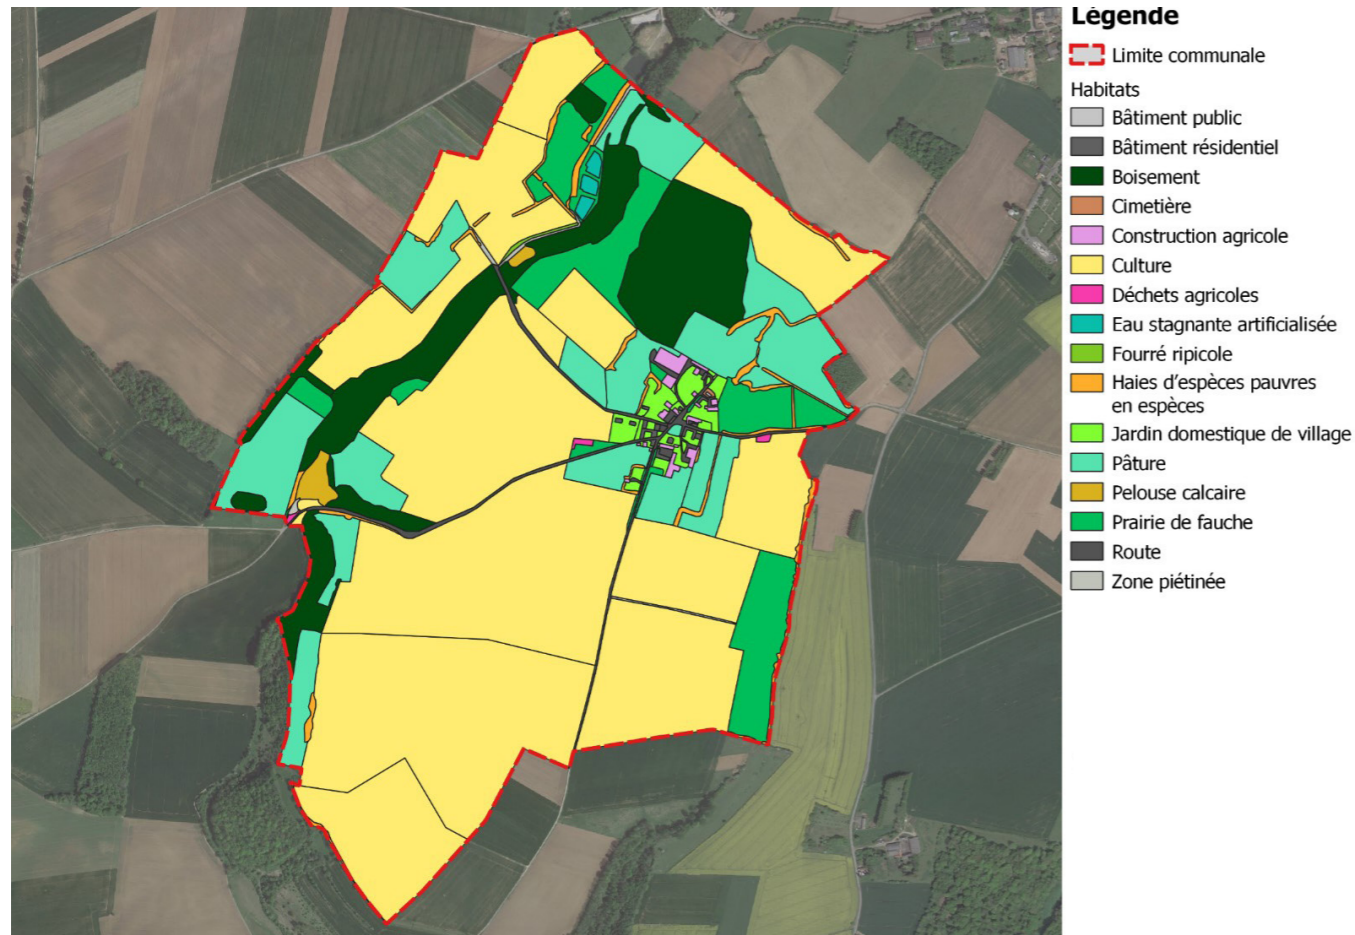 Légende
Limite communale
Habitats
Bâtiment public
Bâtiment résidentiel
Boisement
Cimetière
Construction agricole
Culture
Déchets agricoles
Eau stagnante artificialisée
Fourré ripicole
Haies d'espèces pauvres
en espèces
Jardin domestique de village
Pâture
Pelouse calcaire
Prairie de fauche
Route
Zone piétinée